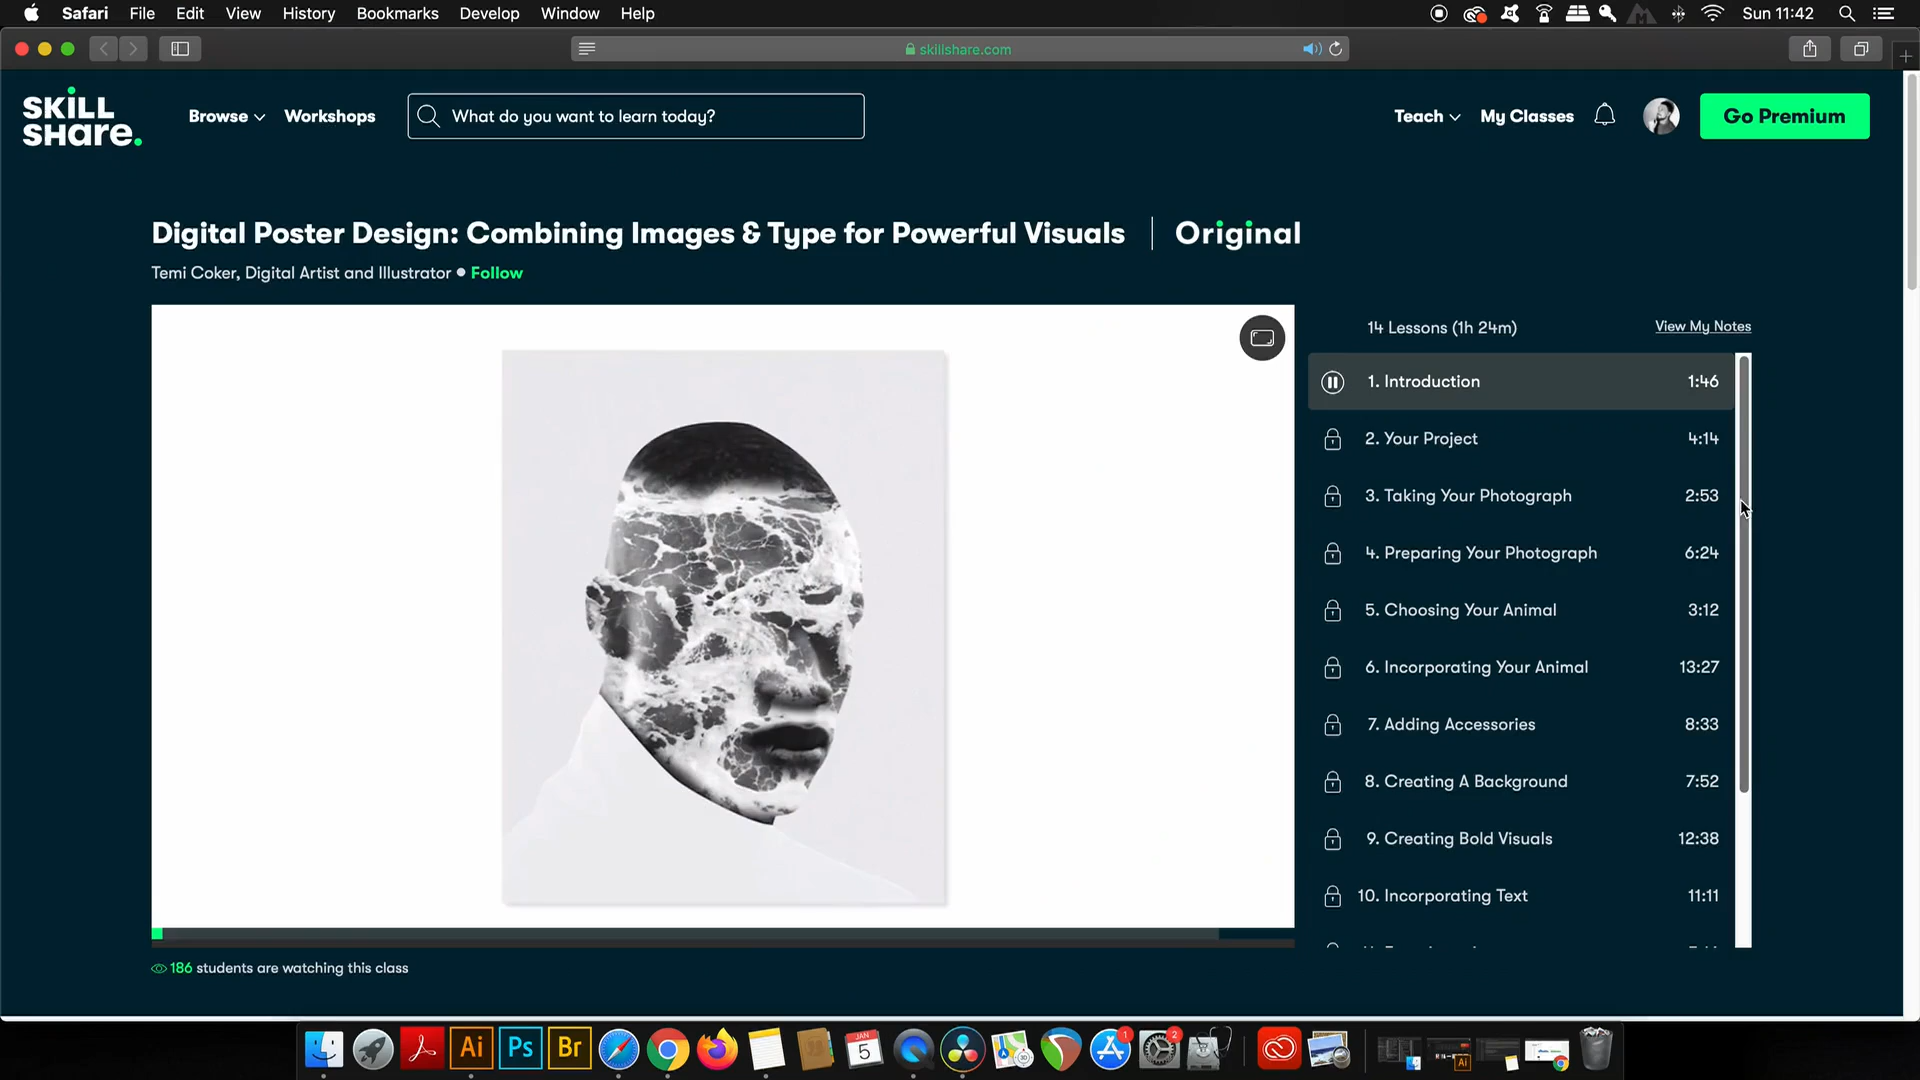 Safari File Edit View History Bookmarks Develop Window Help Sun 11:42
skillshare.com
SKILL
SHARE.
Browse Workshops What do you want to learn today? Teach My Classes Go Premium
Digital Poster Design: Combining Images & Type for Powerful Visuals | Original
Temi Coker, Digital Artist and Illustrator • Follow
14 Lessons (1h 24m) View My Notes
1. Introduction 1:46
2. Your Project 4:14
3. Taking Your Photograph 2:53
4. Preparing Your Photograph 6:24
5. Choosing Your Animal 3:12
6. Incorporating Your Animal 13:27
7. Adding Accessories 8:33
8. Creating A Background 7:52
9. Creating Bold Visuals 12:38
10. Incorporating Text 11:11
186 students are watching this class
Ai Ps Br JAN 5 1 2